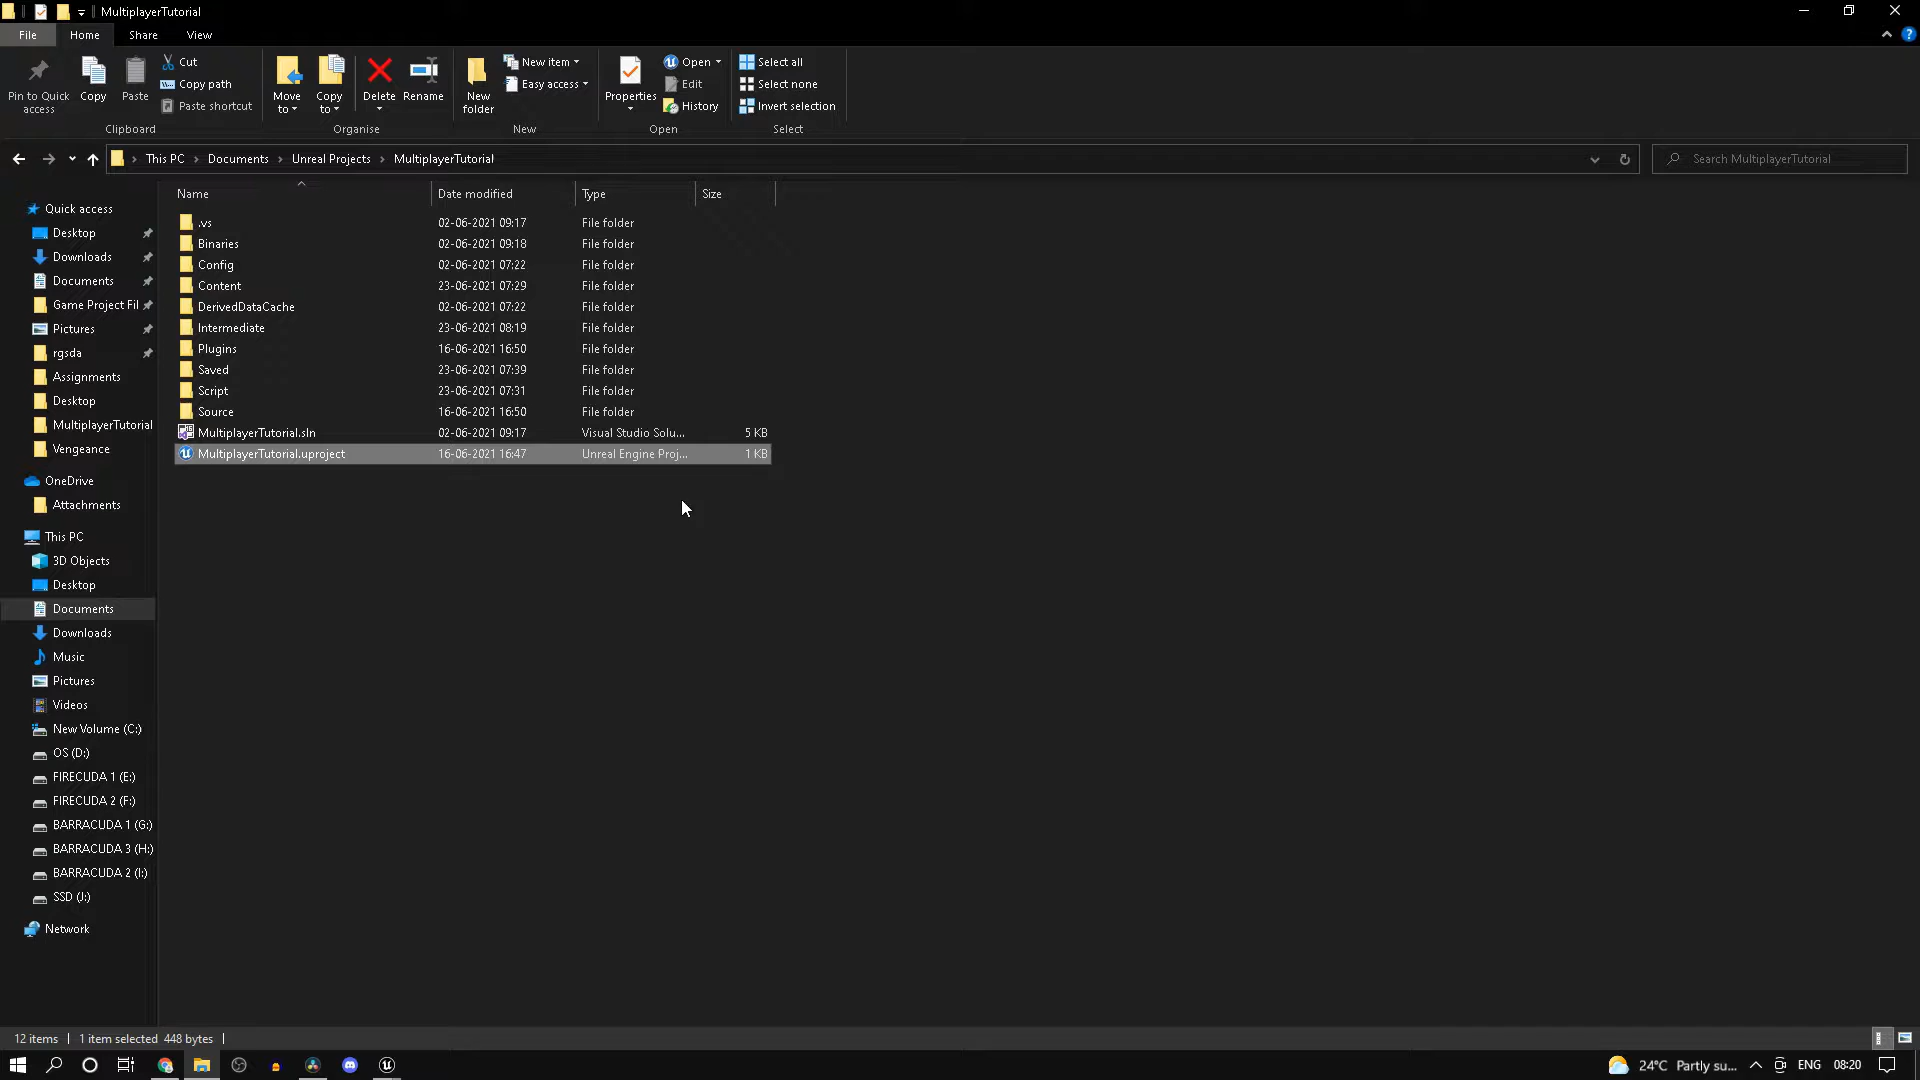 MultiplayerTutorial
File Home Share View
Pin to Quick access
Copy
Paste
Cut
Copy path
Paste shortcut
Clipboard
Move to
Copy to
Delete
Rename
Organise
New folder
New item
Easy access
New
Properties
Open
Edit
History
Open
Select all
Select none
Invert selection
Select
This PC Documents Unreal Projects MultiplayerTutorial
Search MultiplayerTutorial
Name Date modified Type Size
.vs 02-06-2021 09:17 File folder
Binaries 02-06-2021 09:18 File folder
Config 02-06-2021 07:22 File folder
Content 23-06-2021 07:29 File folder
DerivedDataCache 02-06-2021 07:22 File folder
Intermediate 23-06-2021 08:19 File folder
Plugins 16-06-2021 16:50 File folder
Saved 23-06-2021 07:39 File folder
Script 23-06-2021 07:31 File folder
Source 16-06-2021 16:50 File folder
MultiplayerTutorial.sln 02-06-2021 09:17 Visual Studio Solu... 5 KB
MultiplayerTutorial.uproject 16-06-2021 16:47 Unreal Engine Proj... 1 KB
Quick access
Desktop
Downloads
Documents
Game Project Fil
Pictures
rgsda
Assignments
Desktop
MultiplayerTutorial
Vengeance
OneDrive
Attachments
This PC
3D Objects
Desktop
Documents
Downloads
Music
Pictures
Videos
New Volume (C:)
OS (D:)
FIRECUDA 1 (E:)
FIRECUDA 2 (F:)
BARRACUDA 1 (G:)
BARRACUDA 3 (H:)
BARRACUDA 2 (I:)
SSD (J:)
Network
12 items 1 item selected 448 bytes
24°C Partly su... ENG 08:20